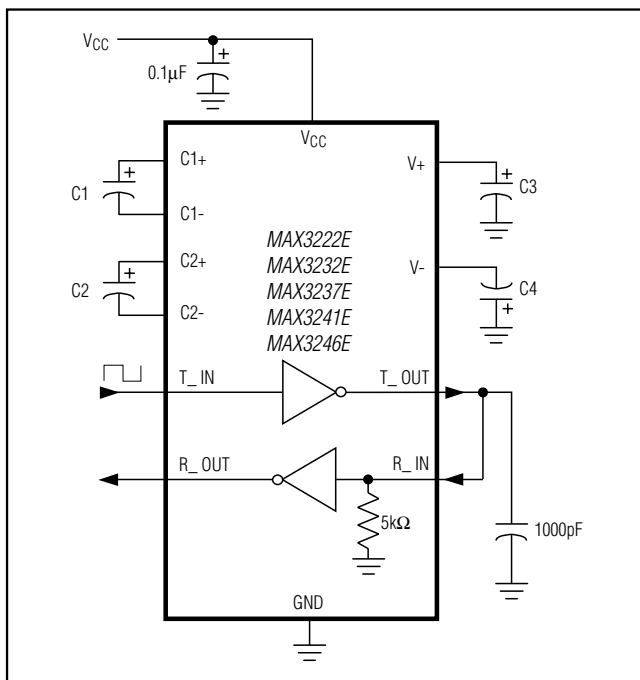 VCC
+
0.1µF
VCC
C1+
V+
+
+
C1
C3
C1-
MAX3222E
C2+
MAX3232E
V-
+
MAX3237E
C2
C4
C2-
MAX3241E
+
MAX3246E
T_ IN
T_ OUT
R_ OUT
R_ IN
5kΩ
1000pF
GND